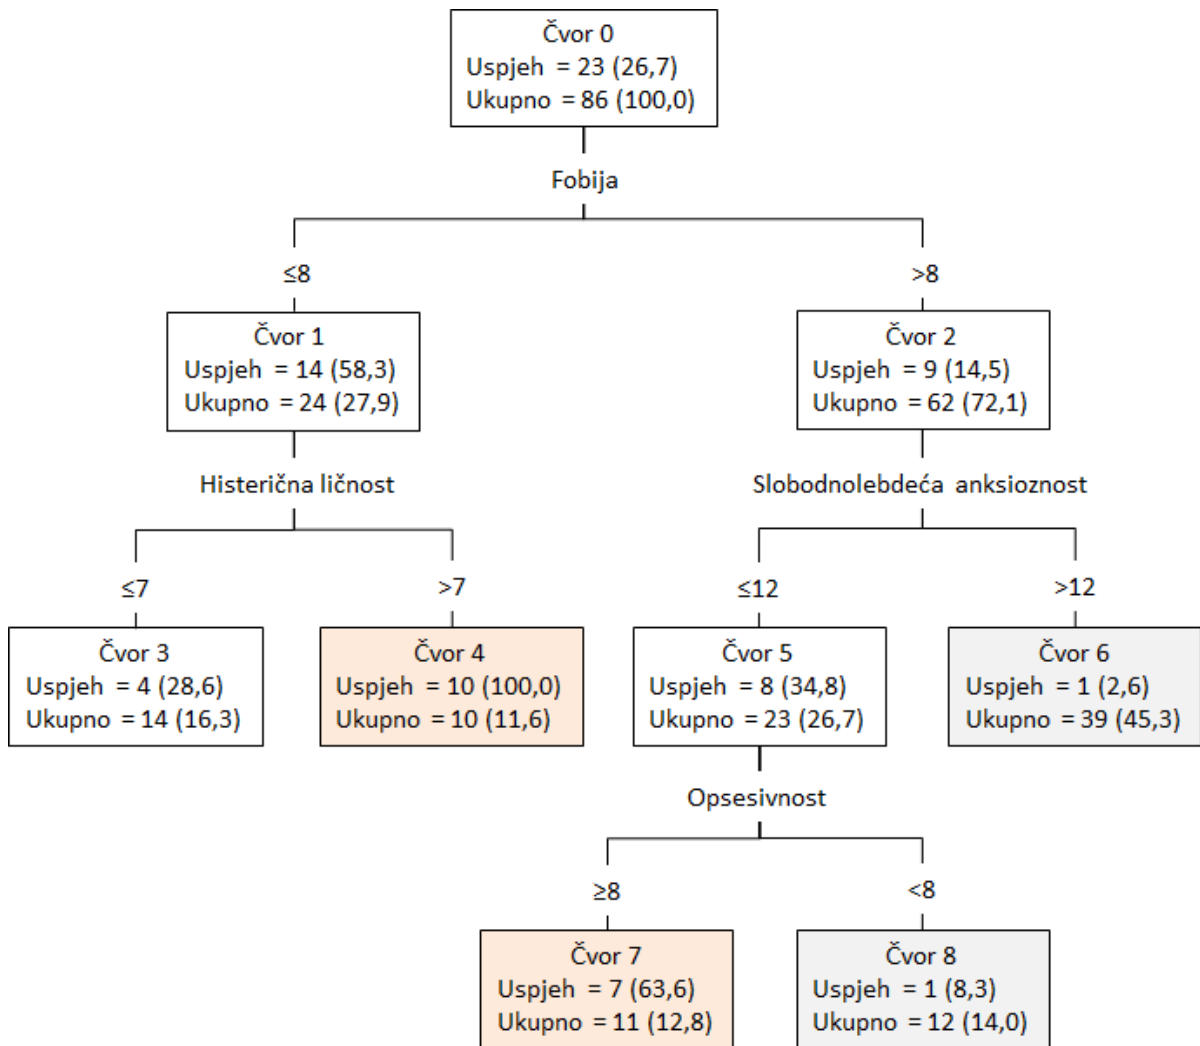 Čvor 0
Uspjeh = 23 (26,7)
Ukupno = 86 (100,0)
Fobija
≤8
>8
Čvor 1
Uspjeh = 14 (58,3)
Ukupno = 24 (27,9)
Čvor 2
Uspjeh = 9 (14,5)
Ukupno = 62 (72,1)
Histerična ličnost
Slobodnolebdeća anksioznost
≤7
>7
≤12
>12
Čvor 3
Uspjeh = 4 (28,6)
Ukupno = 14 (16,3)
Čvor 4
Uspjeh = 10 (100,0)
Ukupno = 10 (11,6)
Čvor 5
Uspjeh = 8 (34,8)
Ukupno = 23 (26,7)
Čvor 6
Uspjeh = 1 (2,6)
Ukupno = 39 (45,3)
Opsesivnost
≥8
<8
Čvor 7
Uspjeh = 7 (63,6)
Ukupno = 11 (12,8)
Čvor 8
Uspjeh = 1 (8,3)
Ukupno = 12 (14,0)